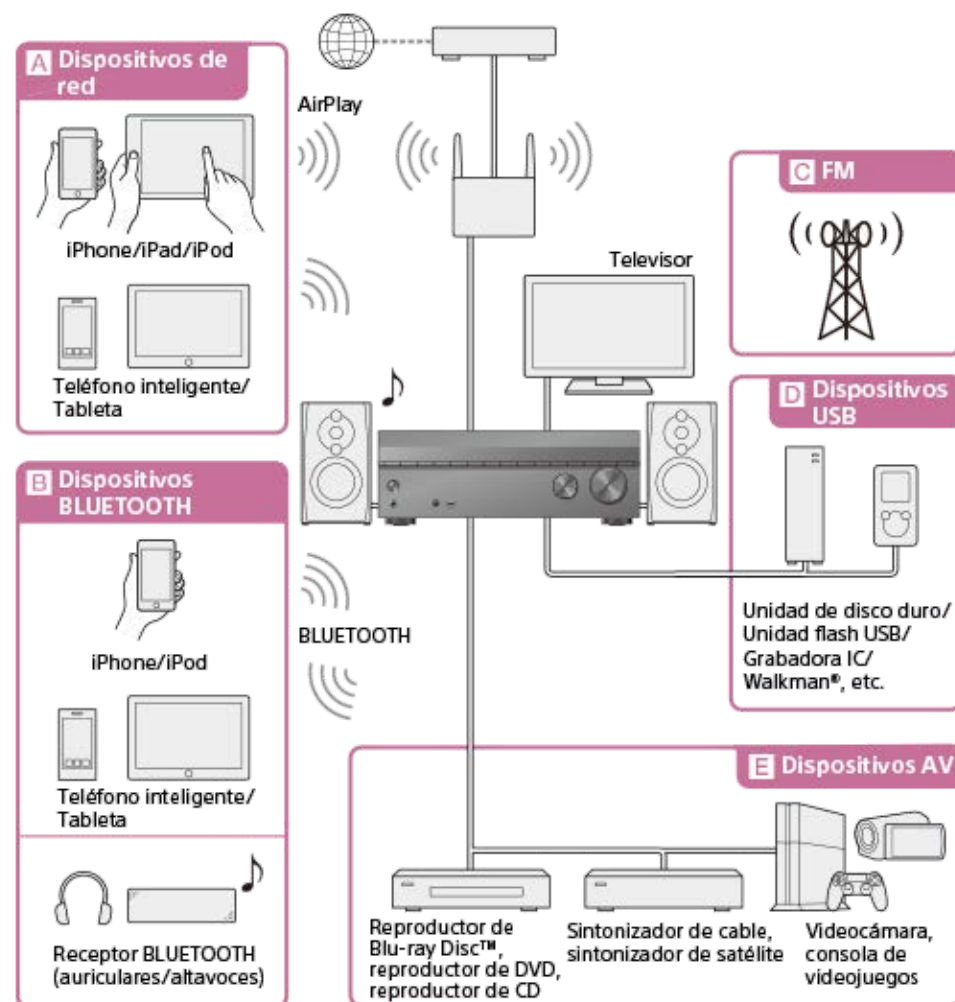 A Dispositivos de
red
iPhone/iPad/iPod
Teléfono inteligente/
Tableta
AirPlay
Televisor
C FM
D Dispositivos
USB
Unidad de disco duro/
Unidad flash USB/
Grabadora IC/
Walkman®, etc.
B Dispositivos
BLUETOOTH
iPhone/iPod
Teléfono inteligente/
Tableta
Receptor BLUETOOTH
(auriculares/altavoces)
BLUETOOTH
E Dispositivos AV
Reproductor de
Blu-ray Disc™,
reproductor de DVD,
reproductor de CD
Sintonizador de cable,
sintonizador de satélite
Videocámara,
consola de
videojuegos